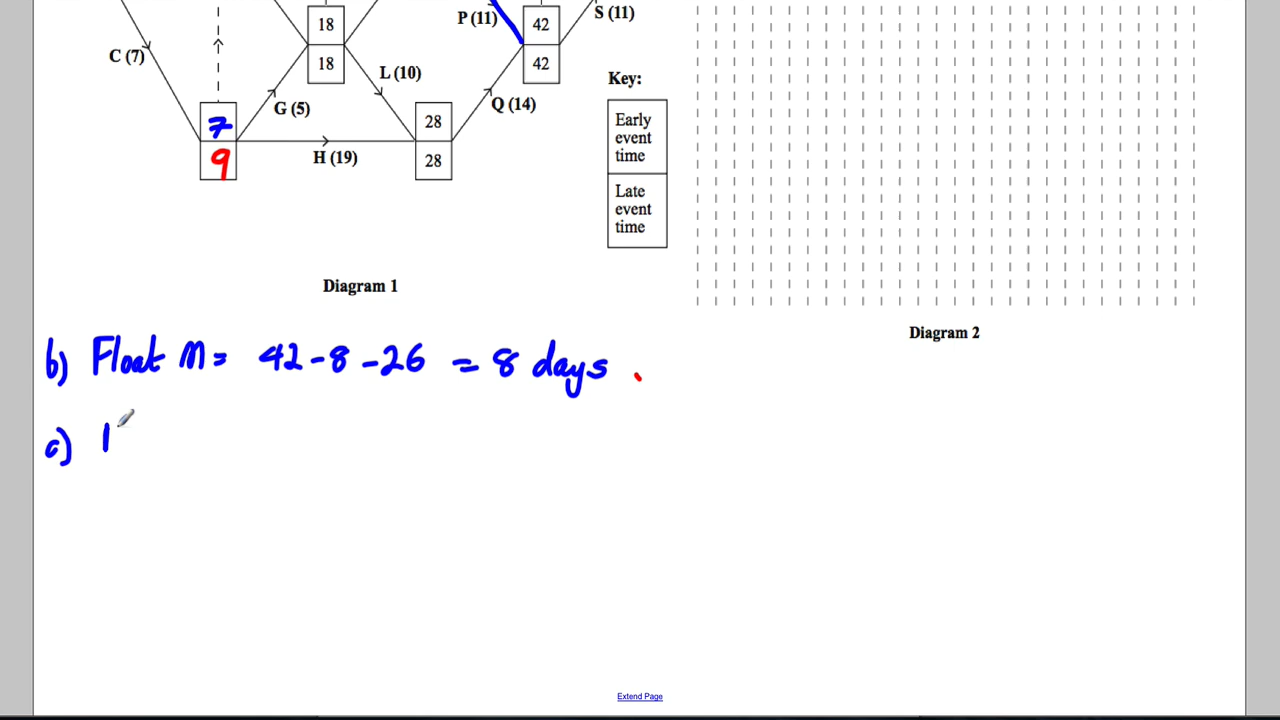 P (11)
42
S (11)
18
C (7)
18
42
L (10)
Key:
G (5)
Q (14)
7
28
Early
event
time
H (19)
9
28
Late
event
time
Diagram 1
Diagram 2
b) Float M = 42 - 8 - 26 = 8 days.
c) 1
Extend Page